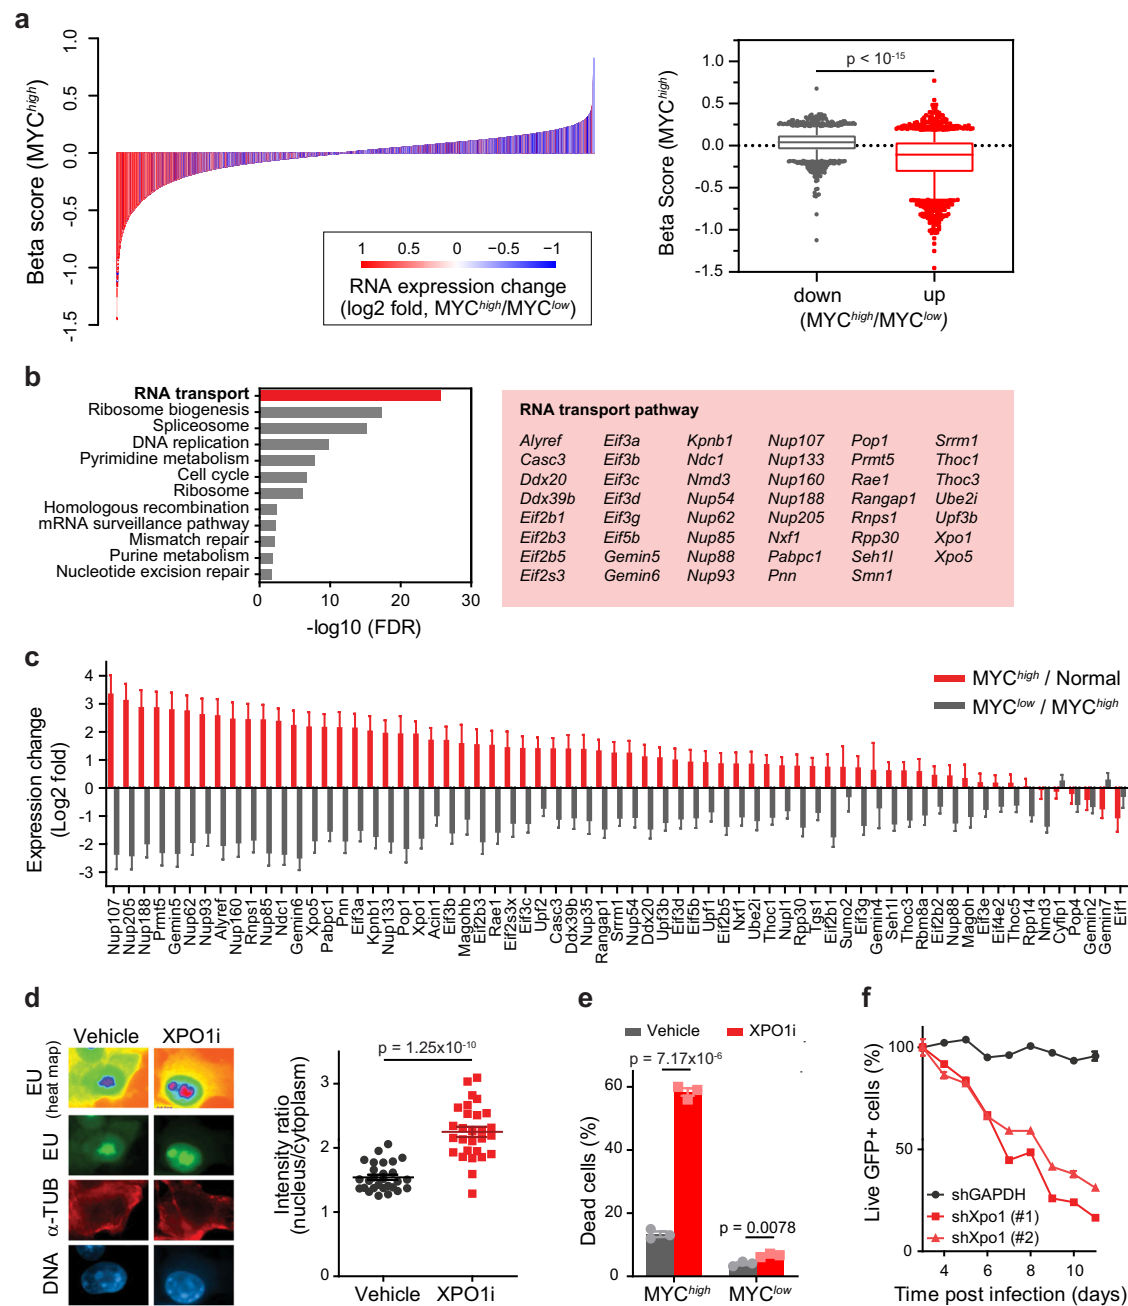 a
Beta score (MYC high)
1.0
0.5
0.0
-0.5
-1.0
-1.5
1 0.5 0 −0.5 −1
RNA expression change
(log2 fold, MYC high/MYC low)
Beta Score (MYC high)
1.0
0.5
0.0
-0.5
-1.0
-1.5
p < 10-15
down up
(MYC high/MYC low)
b
RNA transport
Ribosome biogenesis
Spliceosome
DNA replication
Pyrimidine metabolism
Cell cycle
Ribosome
Homologous recombination
mRNA surveillance pathway
Mismatch repair
Purine metabolism
Nucleotide excision repair
0 10 20 30
-log10 (FDR)
RNA transport pathway
Alyref Eif3a Kpnb1 Nup107 Pop1 Srrm1
Casc3 Eif3b Ndc1 Nup133 Prmt5 Thoc1
Ddx20 Eif3c Nmd3 Nup160 Rae1 Thoc3
Ddx39b Eif3d Nup54 Nup188 Rangap1 Ube2i
Eif2b1 Eif3g Nup62 Nup205 Rnps1 Upf3b
Eif2b3 Eif5b Nup85 Nxf1 Rpp30 Xpo1
Eif2b5 Gemin5 Nup88 Pabpc1 Seh1l Xpo5
Eif2s3 Gemin6 Nup93 Pnn Smn1
c
Expression change
(Log2 fold)
4
3
2
1
0
-1
-2
-3
MYC high / Normal
MYC low / MYC high
Nup107 Nup205 Nup188 Prmt5 Gemin5 Nup62 Nup93 Alyref Nup160 Rnps1 Nup85 Ndc1 Gemin6 Xpo5 Pabpc1 Pnn Eif3a Kpnb1 Nup133 Pop1 Xpo1 Acin1 Eif3b Magohb Eif2b3 Rae1 Eif2s3x Eif3c Upf2 Casc3 Ddx39b Nup35 Rangap1 Srrm1 Nup54 Ddx20 Upf3b Eif3d Eif5b Upf1 Eif2b5 Nxf1 Ube2i Thoc1 Nupl1 Rpp30 Tgs1 Eif2b1 Sumo2 Eif3g Gemin4 Seh1l Thoc3 Rbm8a Eif2b2 Nup88 Magoh Eif3e Eif4e2 Thoc5 Rpp14 Nmd3 Cyfip1 Pop4 Gemin2 Gemin7 Eif1
d
Vehicle XPO1i
EU
(heat map)
EU
α-TUB
DNA
Intensity ratio
(nucleus/cytoplasm)
p = 1.25x10-10
3
2
1
0
Vehicle XPO1i
e
Vehicle XPO1i
p = 7.17x10-6
Dead cells (%)
60
40
20
0
p = 0.0078
MYC high MYC low
f
Live GFP+ cells (%)
100
50
0
shGAPDH
shXpo1 (#1)
shXpo1 (#2)
4 6 8 10
Time post infection (days)